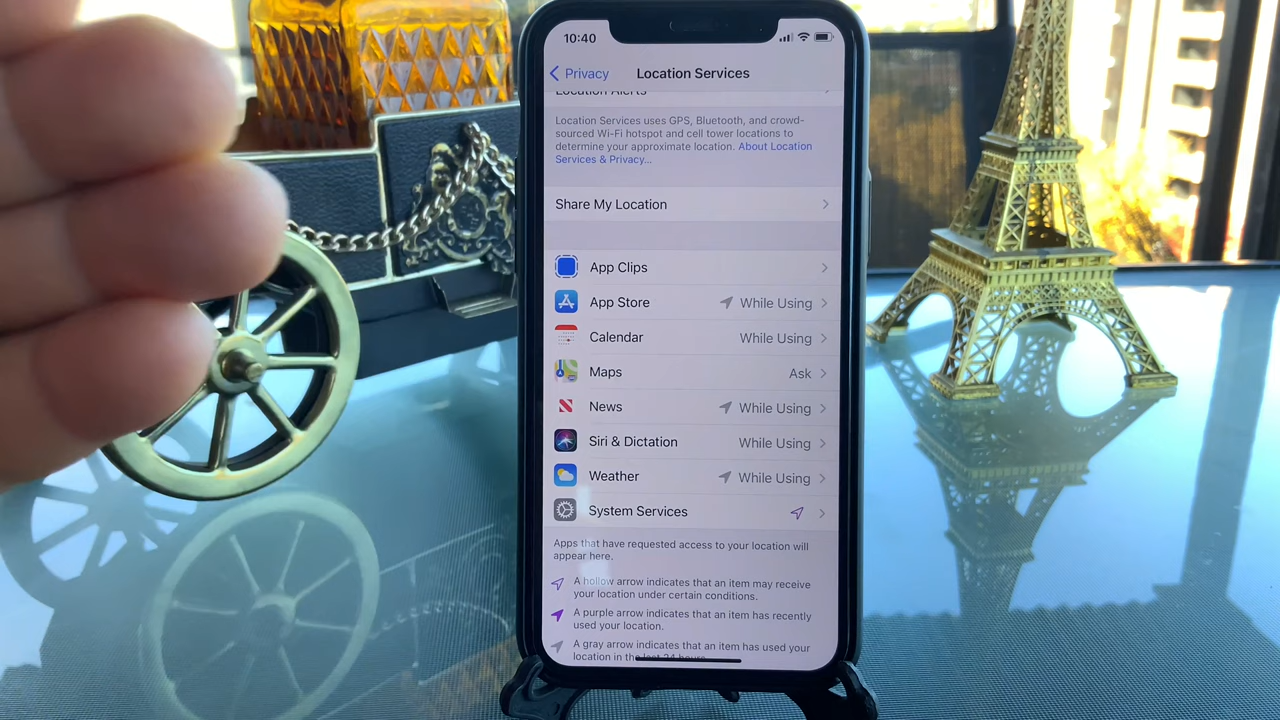 10:40
Privacy
Location Services
Location Alerts
Location Services uses GPS, Bluetooth, and crowd-
sourced Wi-Fi hotspot and cell tower locations to
determine your approximate location. About Location
Services & Privacy...
Share My Location
App Clips
App Store While Using
Calendar While Using
Maps Ask
News While Using
Siri & Dictation While Using
Weather While Using
System Services
Apps that have requested access to your location will
appear here.
A hollow arrow indicates that an item may receive
your location under certain conditions.
A purple arrow indicates that an item has recently
used your location.
A gray arrow indicates that an item has used your
location in the last 24 hours.